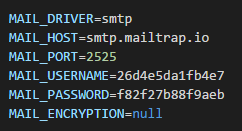 MAIL_DRIVER=smtp
MAIL_HOST=smtp.mailtrap.io
MAIL_PORT=2525
MAIL_USERNAME=26d4e5da1fb4e7
MAIL_PASSWORD=f82f27b88f9aeb
MAIL_ENCRYPTION=null